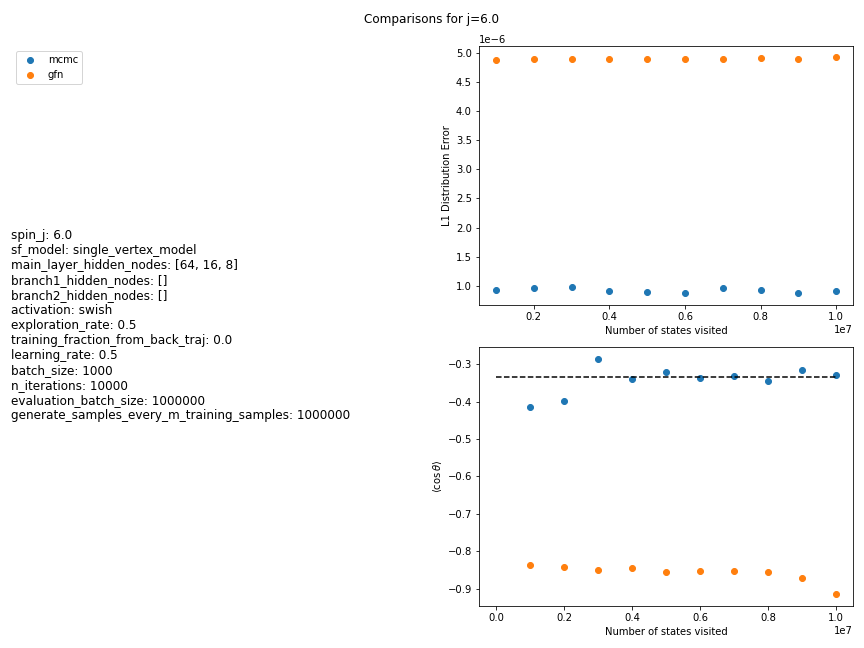 Comparisons for j=6.0
mcmc
gfn
spin_j: 6.0
sf_model: single_vertex_model
main_layer_hidden_nodes: [64, 16, 8]
branch1_hidden_nodes: []
branch2_hidden_nodes: []
activation: swish
exploration_rate: 0.5
training_fraction_from_back_traj: 0.0
learning_rate: 0.5
batch_size: 1000
n_iterations: 10000
evaluation_batch_size: 1000000
generate_samples_every_m_training_samples: 1000000
1e−6
5.0
4.5
4.0
3.5
3.0
2.5
2.0
1.5
1.0
L1 Distribution Error
0.2 0.4 0.6 0.8 1.0
Number of states visited
1e7
−0.3
−0.4
−0.5
−0.6
−0.7
−0.8
−0.9
⟨cos θ⟩
0.0 0.2 0.4 0.6 0.8 1.0
Number of states visited
1e7